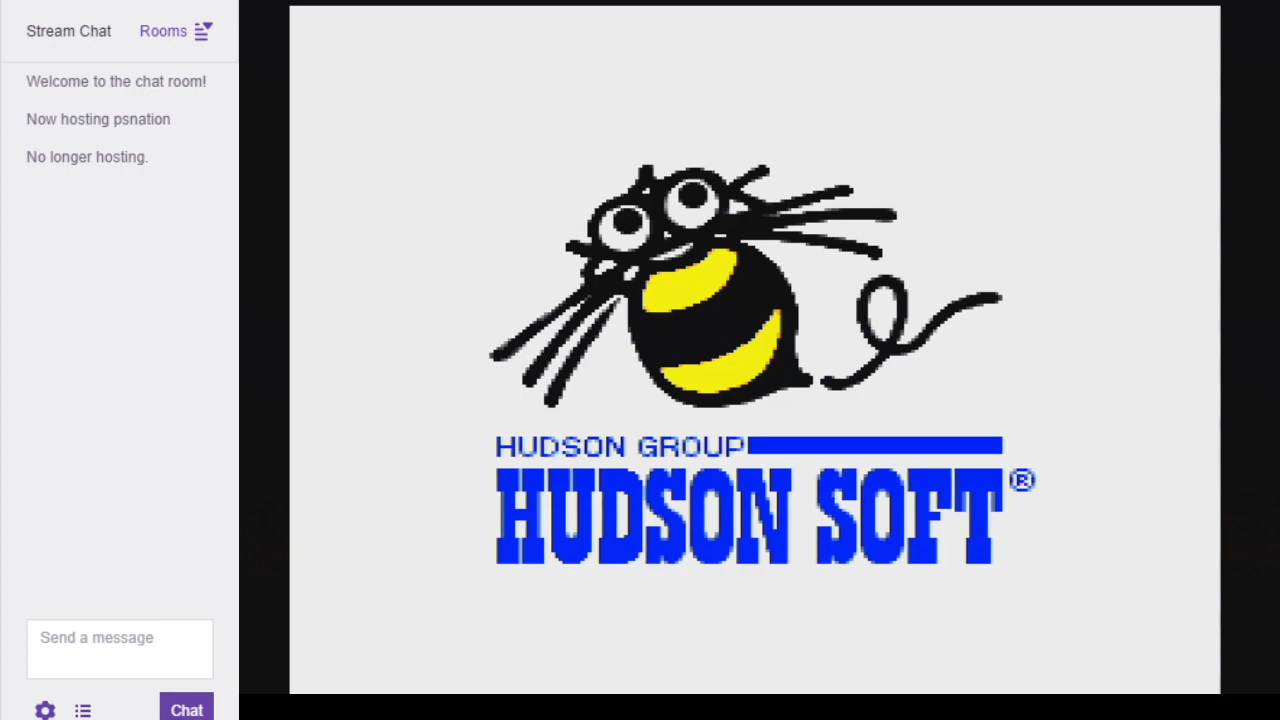 Stream Chat
Rooms
Welcome to the chat room!
Now hosting psnation
No longer hosting.
Send a message
Chat
HUDSON GROUP
HUDSON SOFT®